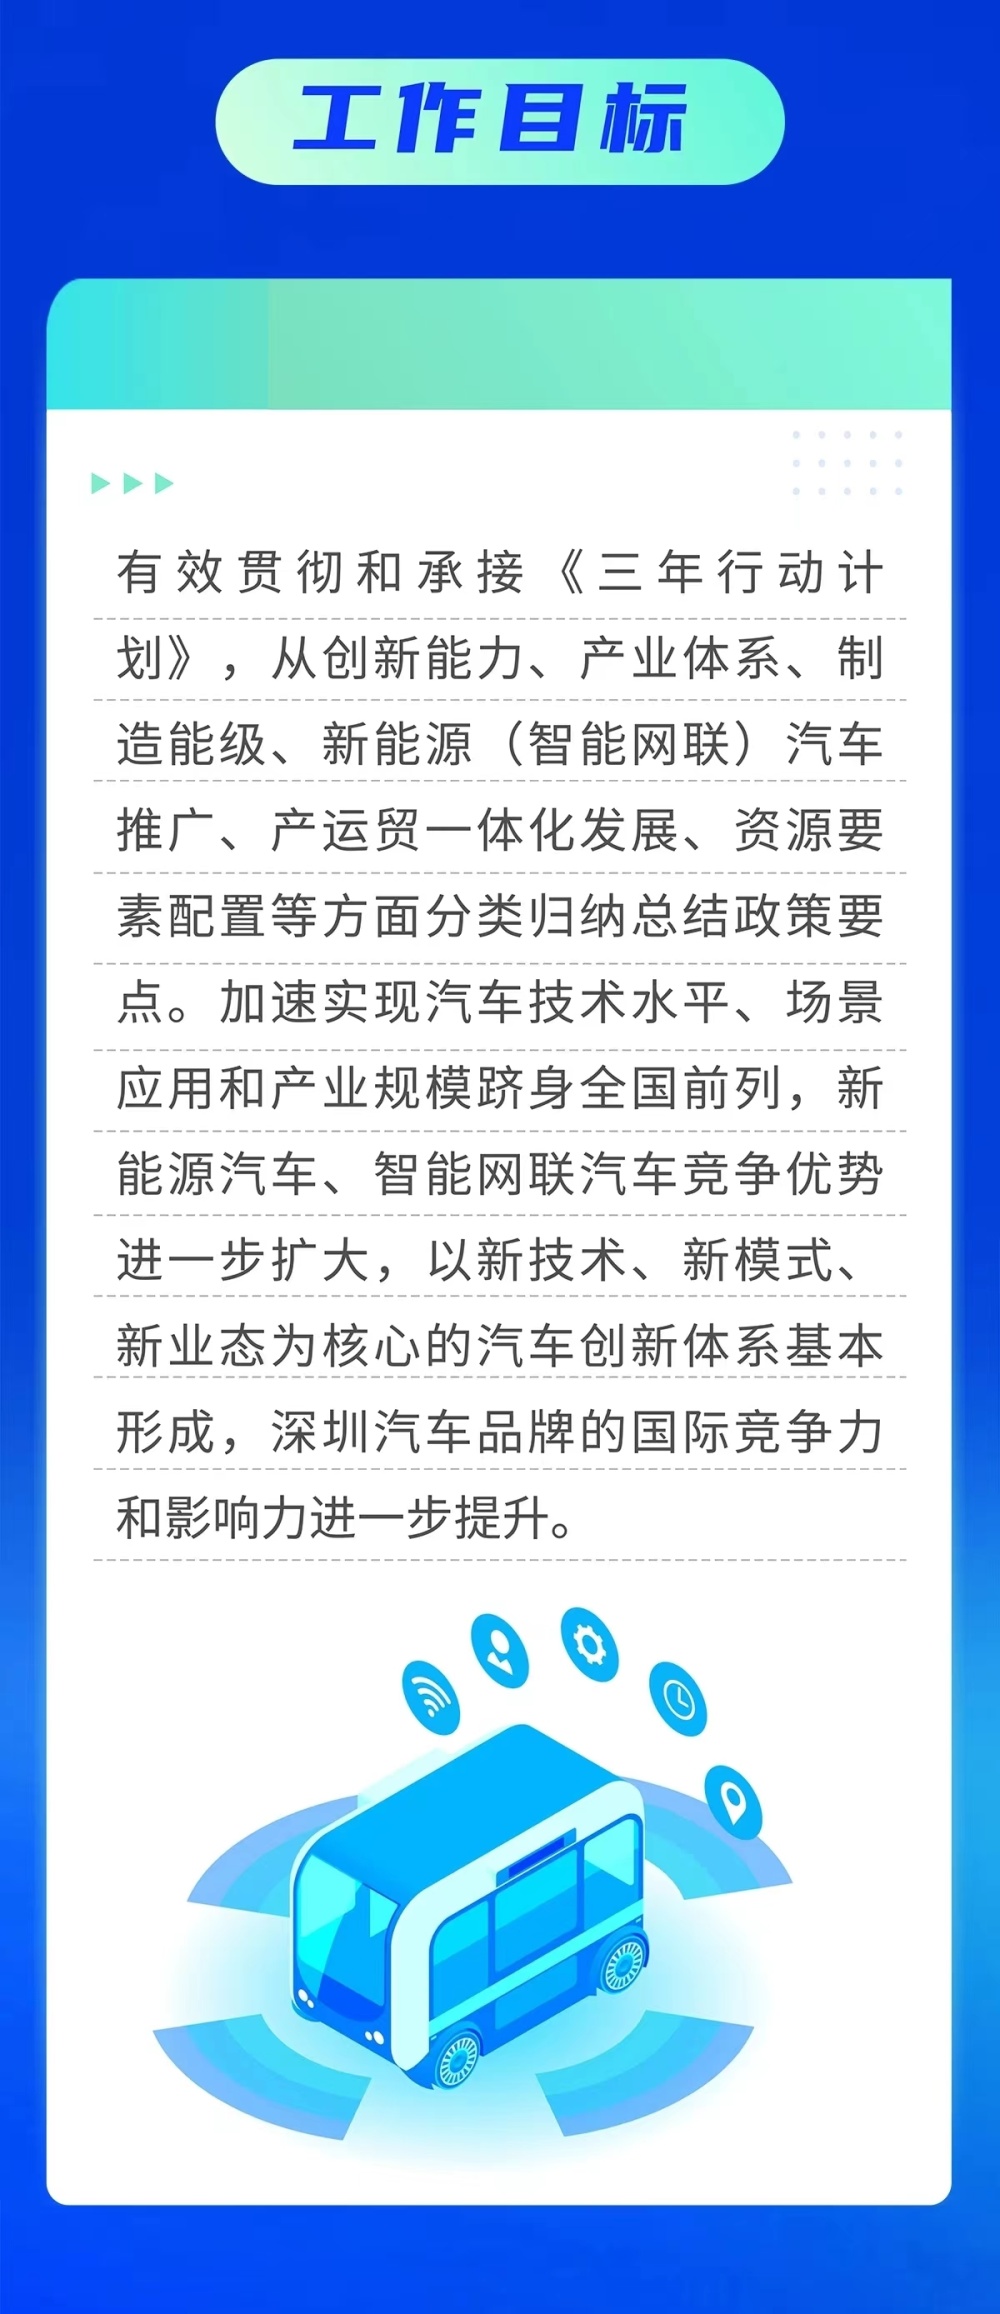 工作目标
有效贯彻和承接《三年行动计
划》，从创新能力、产业体系、制
造能级、新能源（智能网联）汽车
推广、产运贸一体化发展、资源要
素配置等方面分类归纳总结政策要
点。加速实现汽车技术水平、场景
应用和产业规模跻身全国前列，新
能源汽车、智能网联汽车竞争优势
进一步扩大，以新技术、新模式、
新业态为核心的汽车创新体系基本
形成，深圳汽车品牌的国际竞争力
和影响力进一步提升。